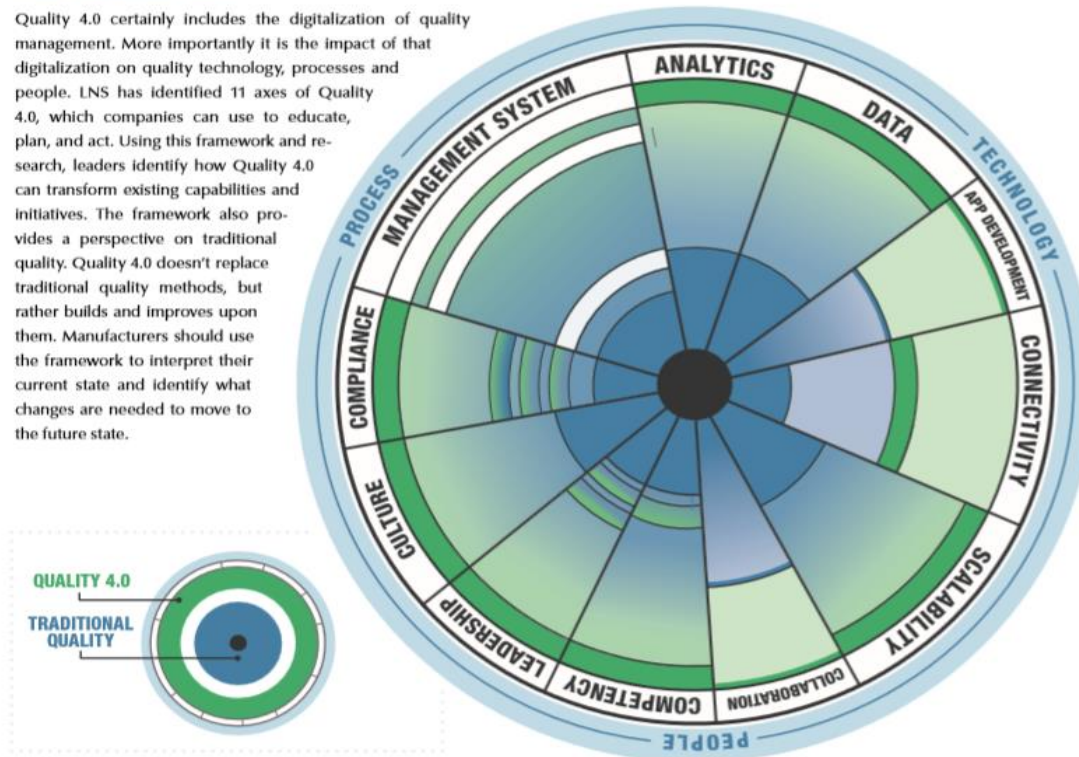 Quality 4.0 certainly includes the digitalization of quality
management. More importantly it is the impact of that
digitalization on quality technology, processes and
people. LNS has identified 11 axes of Quality
4.0, which companies can use to educate,
plan, and act. Using this framework and re-
search, leaders identify how Quality 4.0
can transform existing capabilities and
initiatives. The framework also pro-
vides a perspective on traditional
quality. Quality 4.0 doesn't replace
traditional quality methods, but
rather builds and improves upon
them. Manufacturers should use
the framework to interpret their
current state and identify what
changes are needed to move to
the future state.
ANALYTICS
DATA
APP DEVELOPMENT
CONNECTIVITY
SCALABILITY
COLLABORATION
COMPETENCY
LEADERSHIP
CULTURE
COMPLIANCE
MANAGEMENT SYSTEM
TECHNOLOGY
PEOPLE
PROCESS
QUALITY 4.0
TRADITIONAL
QUALITY